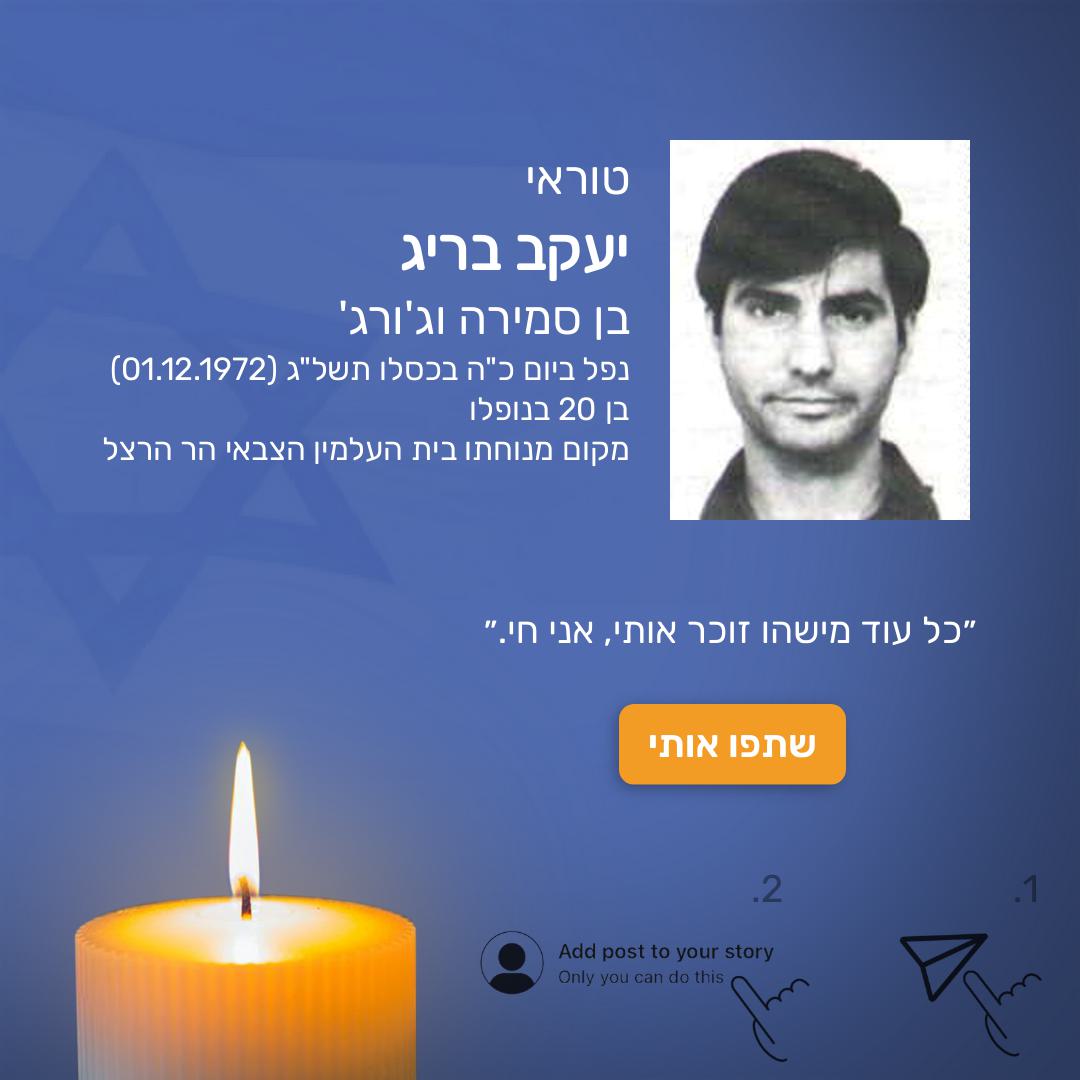 טוראי
יעקב בריג
בן סמירה וג'ורג'
נפל ביום כ"ה בכסלו תשל"ג (01.12.1972)
בן 20 בנופלו
מקום מנוחתו בית העלמין הצבאי הר הרצל
״כל עוד מישהו זוכר אותי, אני חי.״
שתפו אותי
.1
.2
Add post to your story
Only you can do this